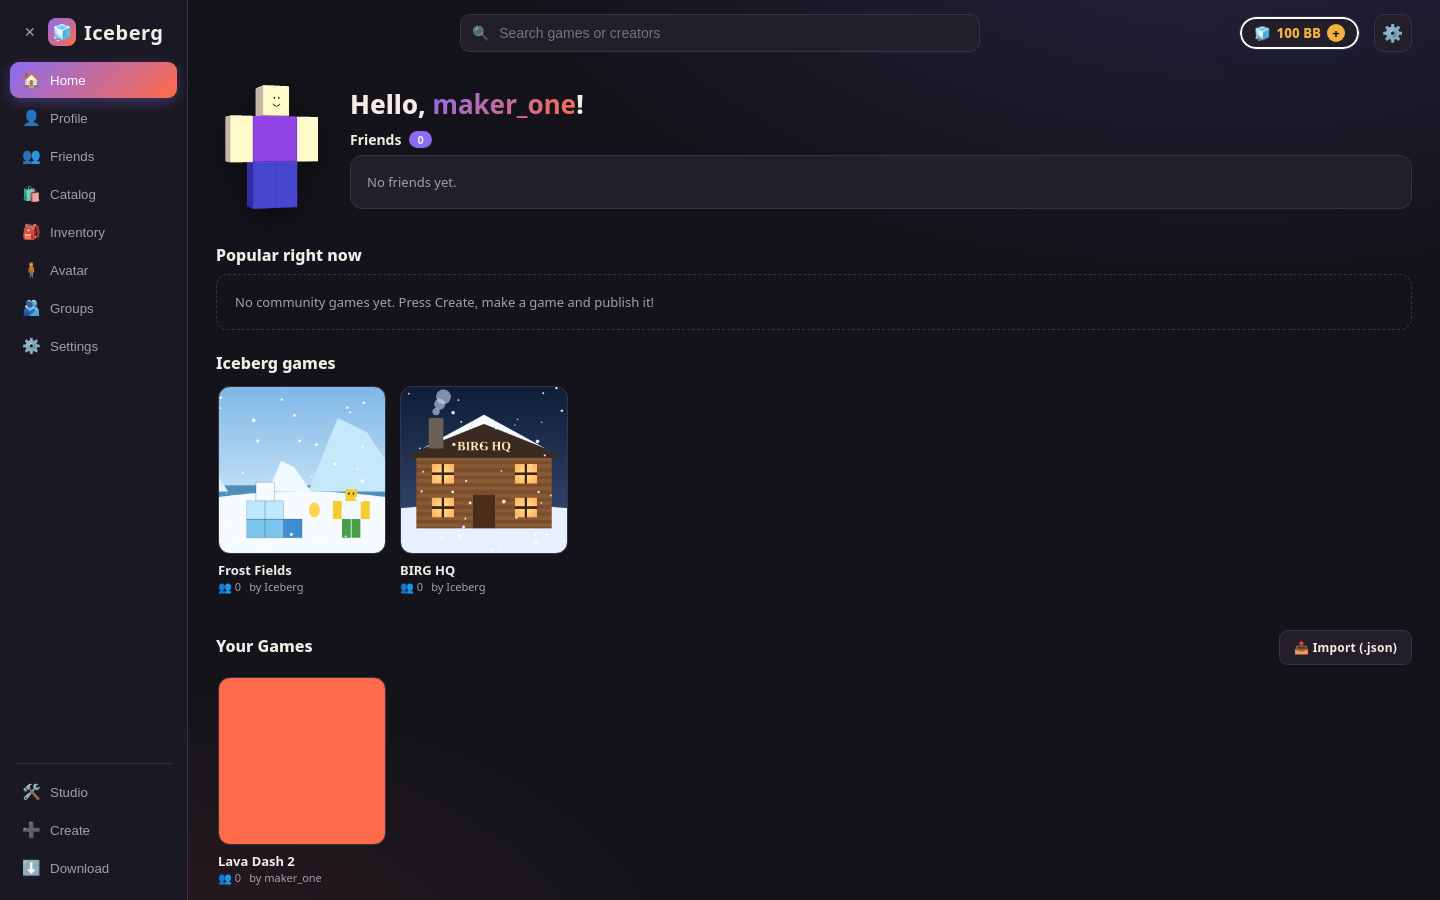 ✕ Iceberg
Home
Profile
Friends
Catalog
Inventory
Avatar
Groups
Settings
Studio
Create
Download
Search games or creators
100 BB +
Hello, maker_one!
Friends 0
No friends yet.
Popular right now
No community games yet. Press Create, make a game and publish it!
Iceberg games
BIRG HQ
Frost Fields
0 by Iceberg
BIRG HQ
0 by Iceberg
Your Games
Import (.json)
Lava Dash 2
0 by maker_one